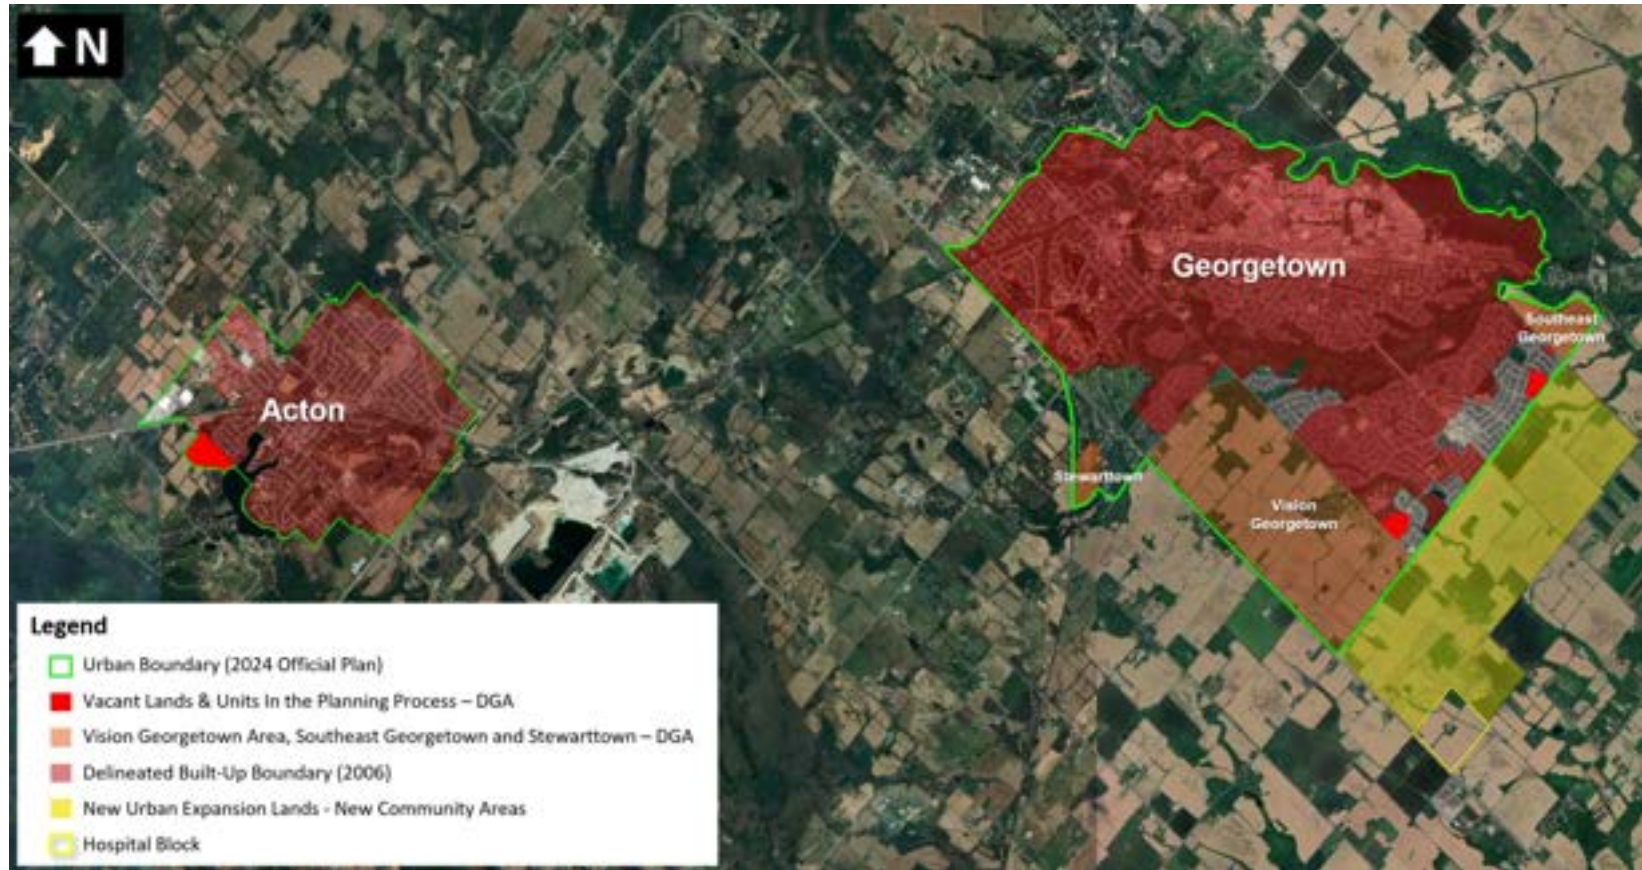 N
Georgetown
Southeast
Georgetown
Acton
Stewarttown
Vision
Georgetown
Legend
Urban Boundary (2024 Official Plan)
Vacant Lands & Units In the Planning Process – DGA
Vision Georgetown Area, Southeast Georgetown and Stewarttown – DGA
Delineated Built-Up Boundary (2006)
New Urban Expansion Lands - New Community Areas
Hospital Block